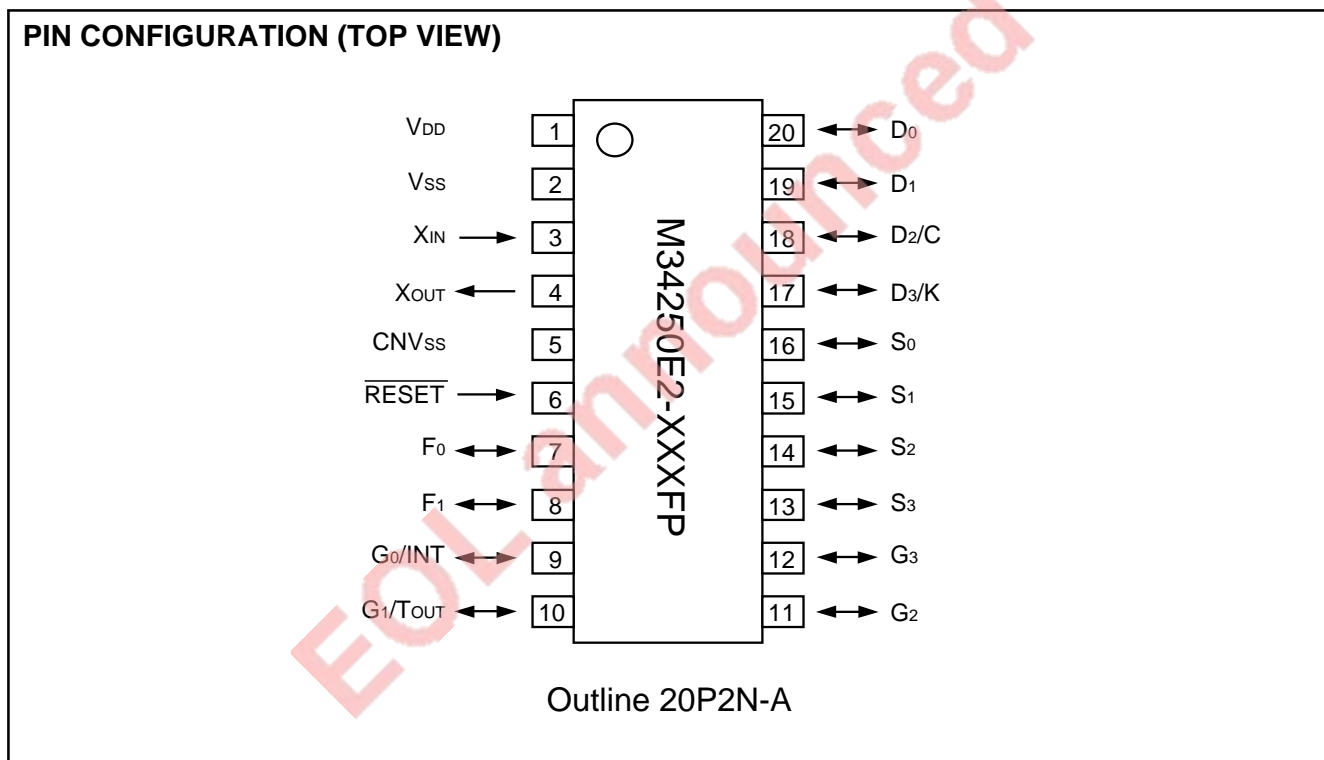 PIN CONFIGURATION (TOP VIEW)
VDD 1 20 D0
VSS 2 19 D1
XIN 3 18 D2/C
XOUT 4 17 D3/K
CNVSS 5 16 S0
RESET 6 15 S1
F0 7 14 S2
F1 8 13 S3
G0/INT 9 12 G3
G1/TOUT 10 11 G2
M34250E2-XXXFP
Outline 20P2N-A
EOL announced